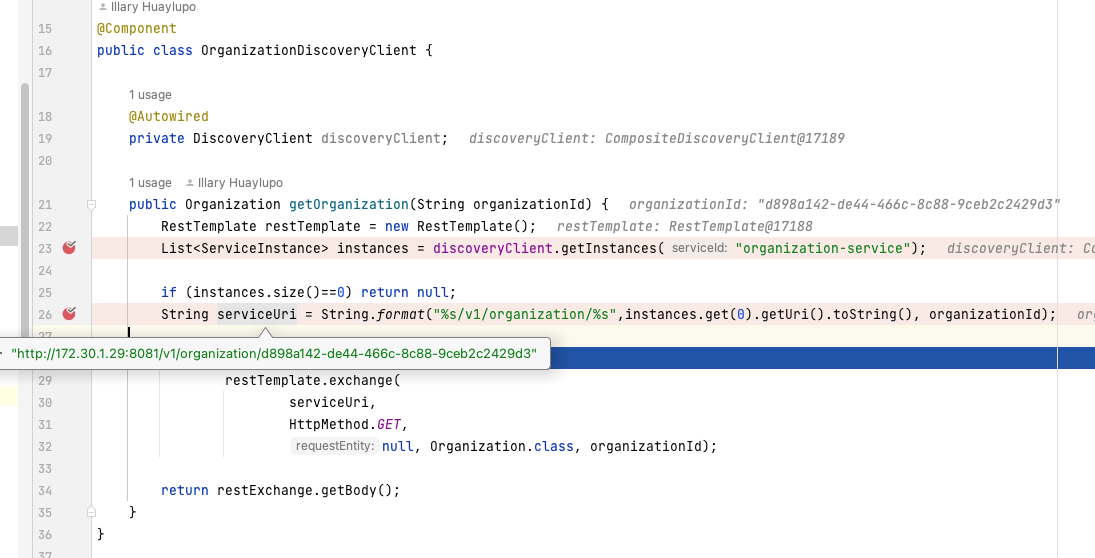 Illary Huaylupo
15 @Component
16 public class OrganizationDiscoveryClient {
17
1 usage
18 @Autowired
19 private DiscoveryClient discoveryClient; discoveryClient: CompositeDiscoveryClient@17189
20
1 usage Illary Huaylupo
21 public Organization getOrganization(String organizationId) { organizationId: "d898a142-de44-466c-8c88-9ceb2c2429d3"
22 RestTemplate restTemplate = new RestTemplate(); restTemplate: RestTemplate@17188
23 List<ServiceInstance> instances = discoveryClient.getInstances( serviceId: "organization-service"); discoveryClient: Co
24
25 if (instances.size()==0) return null;
26 String serviceUri = String.format("%s/v1/organization/%s",instances.get(0).getUri().toString(), organizationId); org
27
"http://172.30.1.29:8081/v1/organization/d898a142-de44-466c-8c88-9ceb2c2429d3"
29 restTemplate.exchange(
30 serviceUri,
31 HttpMethod.GET,
32 requestEntity: null, Organization.class, organizationId);
33
34 return restExchange.getBody();
35 }
36 }
37